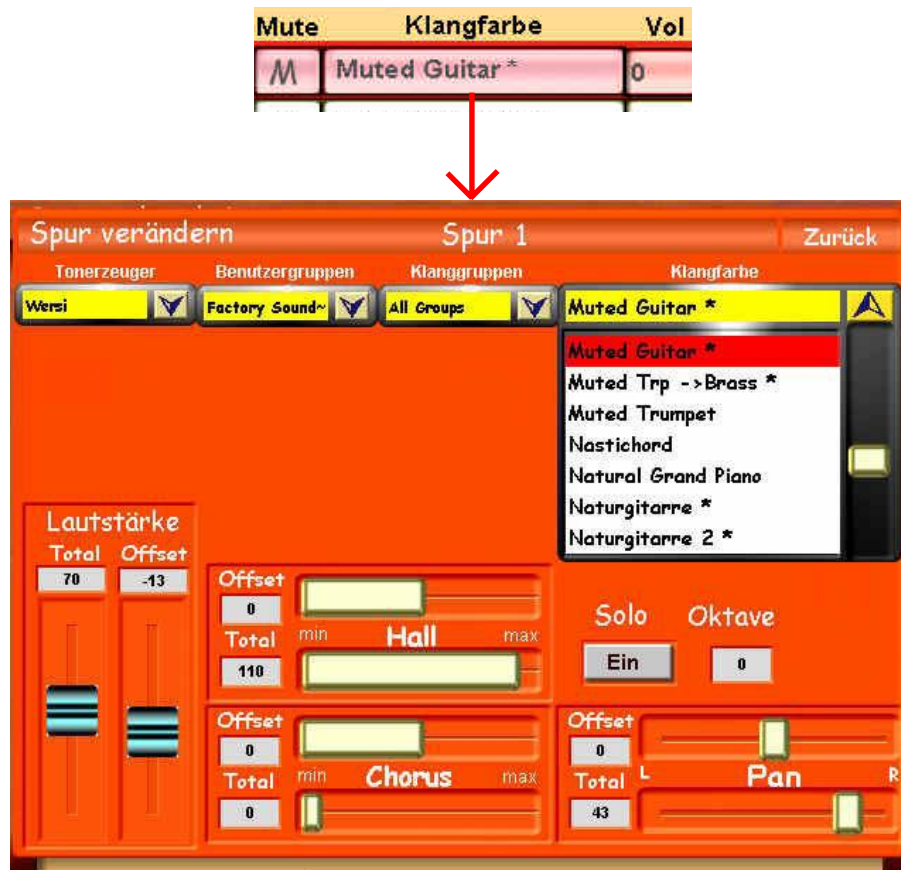 Mute Klangfarbe Vol
M Muted Guitar * 0
Spur verändern Spur 1 Zurück
Tonerzeuger Benutzergruppen Klanggruppen Klangfarbe
Wersi Factory Sound~ All Groups Muted Guitar *
Muted Guitar *
Muted Trp ->Brass *
Muted Trumpet
Nastichord
Natural Grand Piano
Naturgitarre *
Naturgitarre 2 *
Lautstärke
Total Offset
70 -13
Offset
0
Total min Hall max
110
Solo Oktave
Ein 0
Offset
0
Total min Chorus max
0
Offset
0
Total L Pan R
43